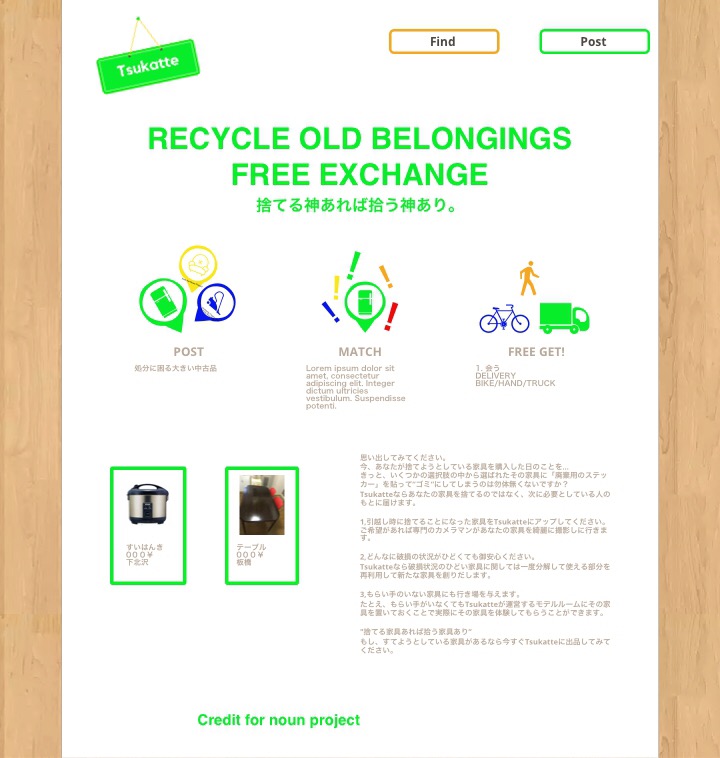 Tsukatte
Find
Post
RECYCLE OLD BELONGINGS
FREE EXCHANGE
捨てる神あれば拾う神あり。
POST
処分に困る大きい中古品
MATCH
Lorem ipsum dolor sit
amet, consectetur
adipiscing elit. Integer
dictum ultricies
vestibulum. Suspendisse
potenti.
FREE GET!
1. 会う
DELIVERY
BIKE/HAND/TRUCK
すいはんき
０００￥
下北沢
テーブル
０００￥
板橋
思い出してみてください。
今、あなたが捨てようとしている家具を購入した日のことを...
きっと、いくつかの選択肢の中から選ばれたその家具に「廃棄用のステッ
カー」を貼って"ゴミ"にしてしまうのは勿体無くないですか？
Tsukatteならあなたの家具を捨てるのではなく、次に必要としている人の
もとに届けます。
1,引越し時に捨てることになった家具をTsukatteにアップしてください。
ご希望があれば専門のカメラマンがあなたの家具を綺麗に撮影しに行きま
す。
2,どんなに破損の状況がひどくても御安心ください。
Tsukatteなら破損状況のひどい家具に関しては一度分解して使える部分を
再利用して新たな家具を創りだします。
3,もらい手のいない家具にも行き場を与えます。
たとえ、もらい手がいなくてもTsukatteが運営するモデルルームにその家
具を置いておくことで実際にその家具を体験してもらうことができます。
"捨てる家具あれば拾う家具あり"
もし、すてようとしている家具があるなら今すぐTsukatteに出品してみて
ください。
Credit for noun project